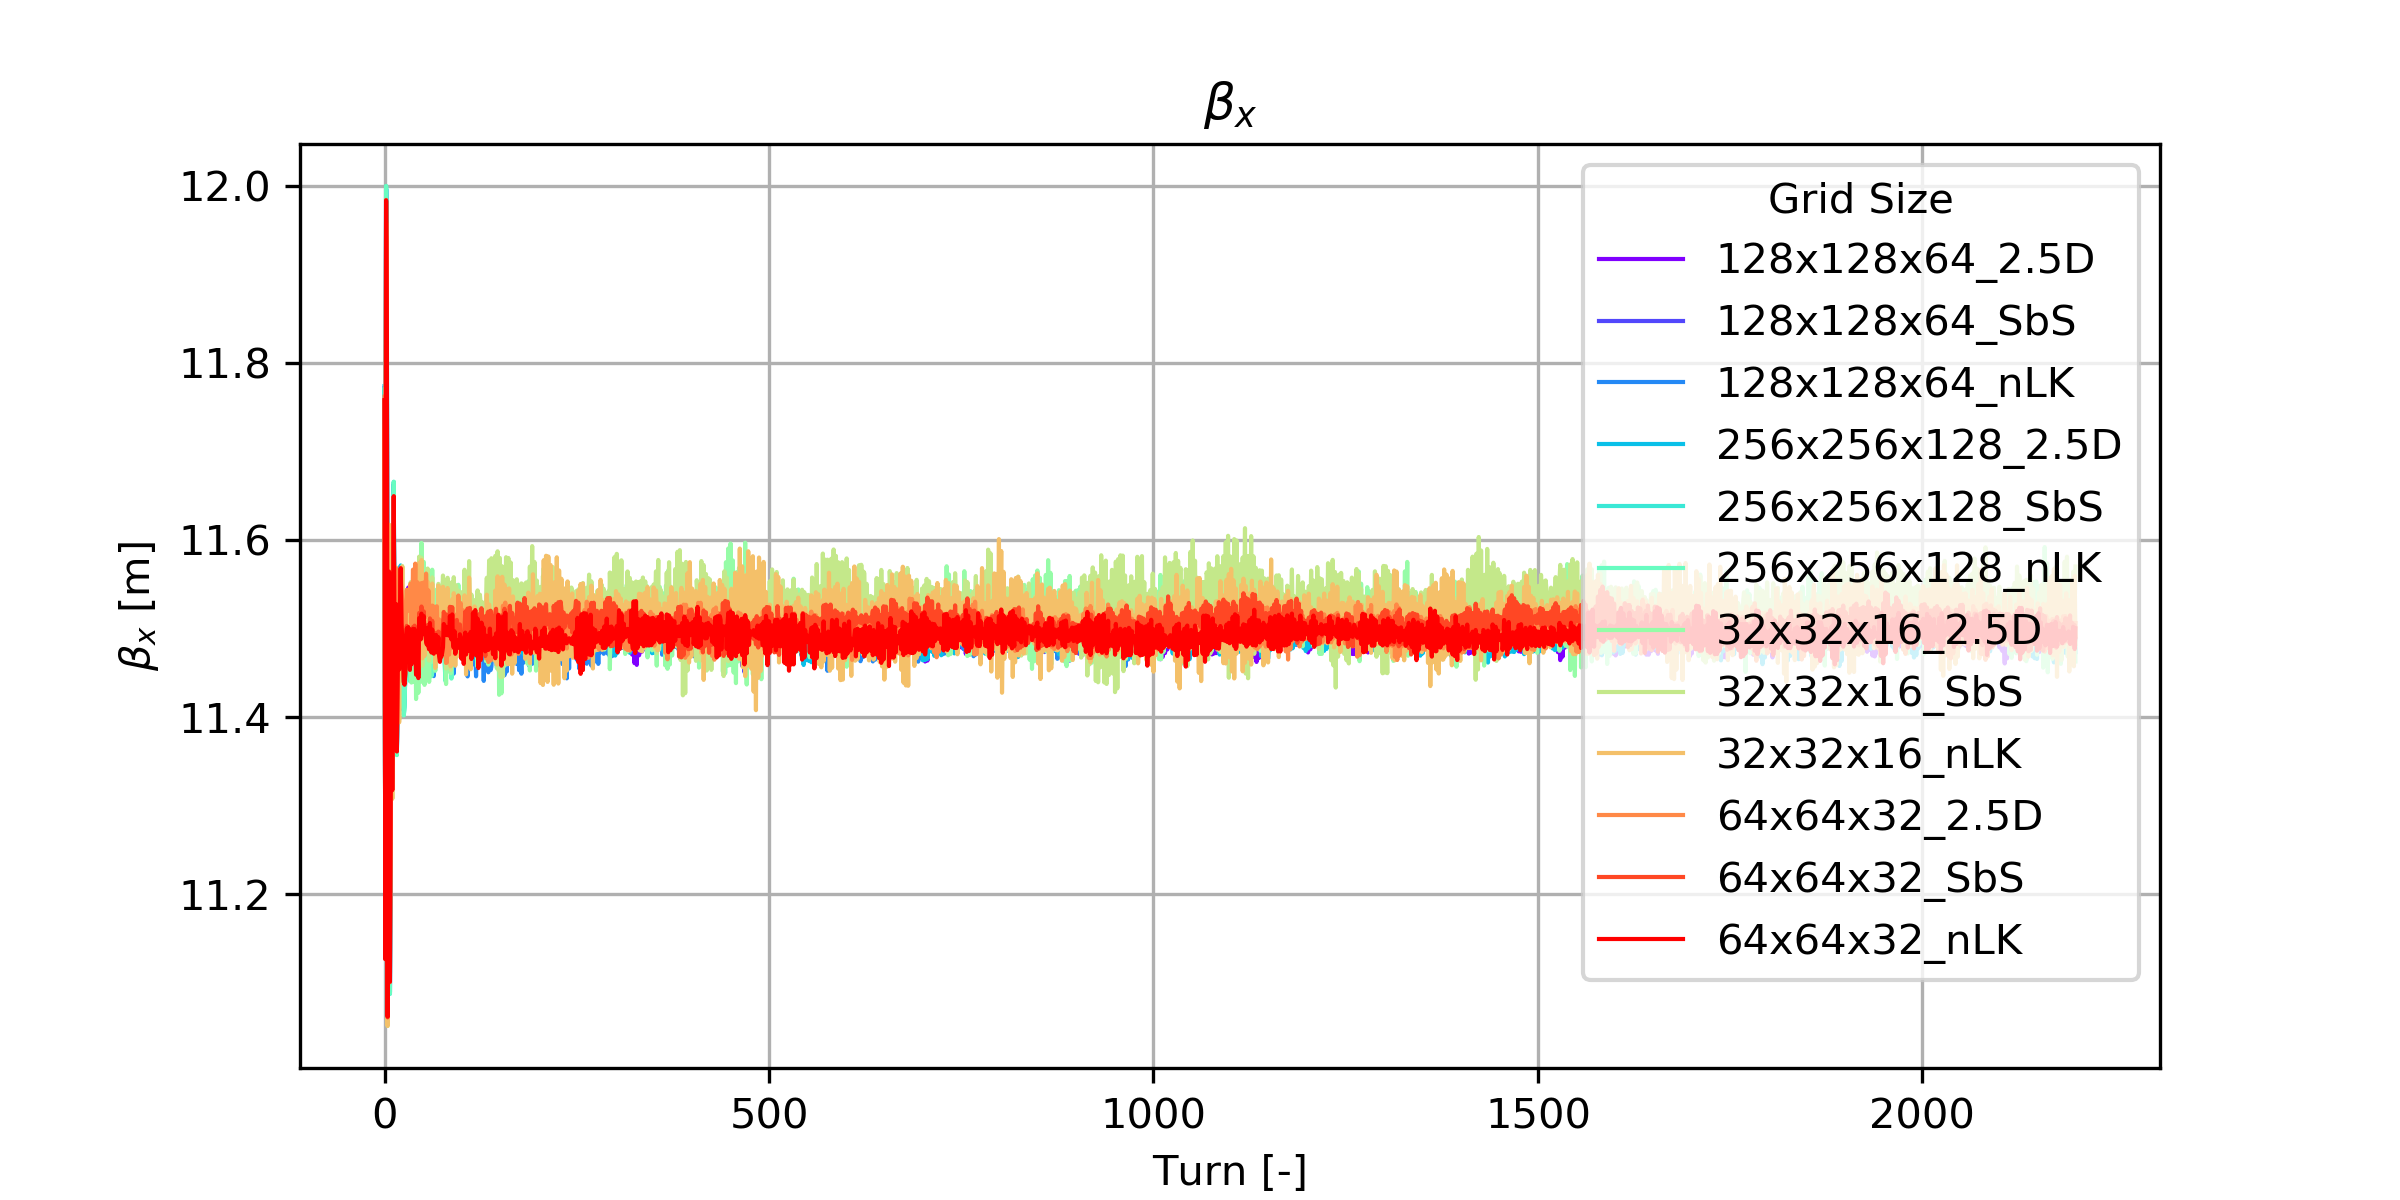 βx
12.0
11.8
11.6
11.4
11.2
βx [m]
0
500
1000
1500
2000
Turn [-]
Grid Size
128x128x64_2.5D
128x128x64_SbS
128x128x64_nLK
256x256x128_2.5D
256x256x128_SbS
256x256x128_nLK
32x32x16_2.5D
32x32x16_SbS
32x32x16_nLK
64x64x32_2.5D
64x64x32_SbS
64x64x32_nLK